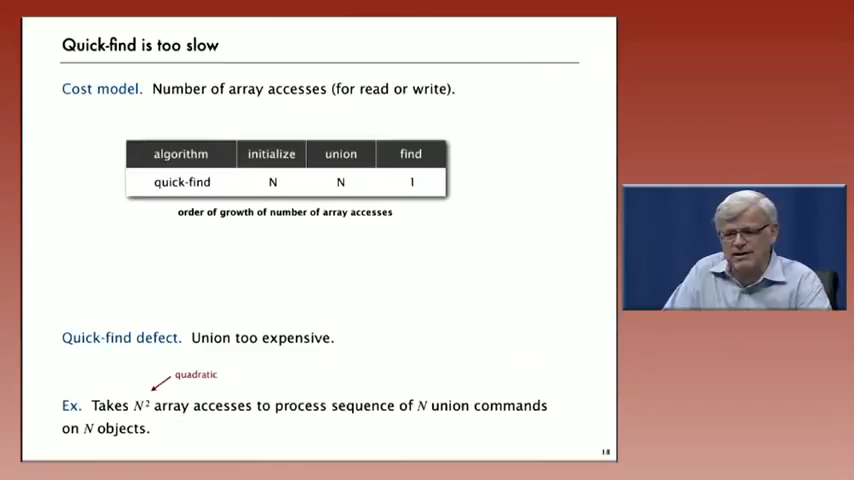 Quick-find is too slow
Cost model. Number of array accesses (for read or write).
algorithm initialize union find
quick-find N N 1
order of growth of number of array accesses
Quick-find defect. Union too expensive.
quadratic
Ex. Takes N² array accesses to process sequence of N union commands
on N objects.
18